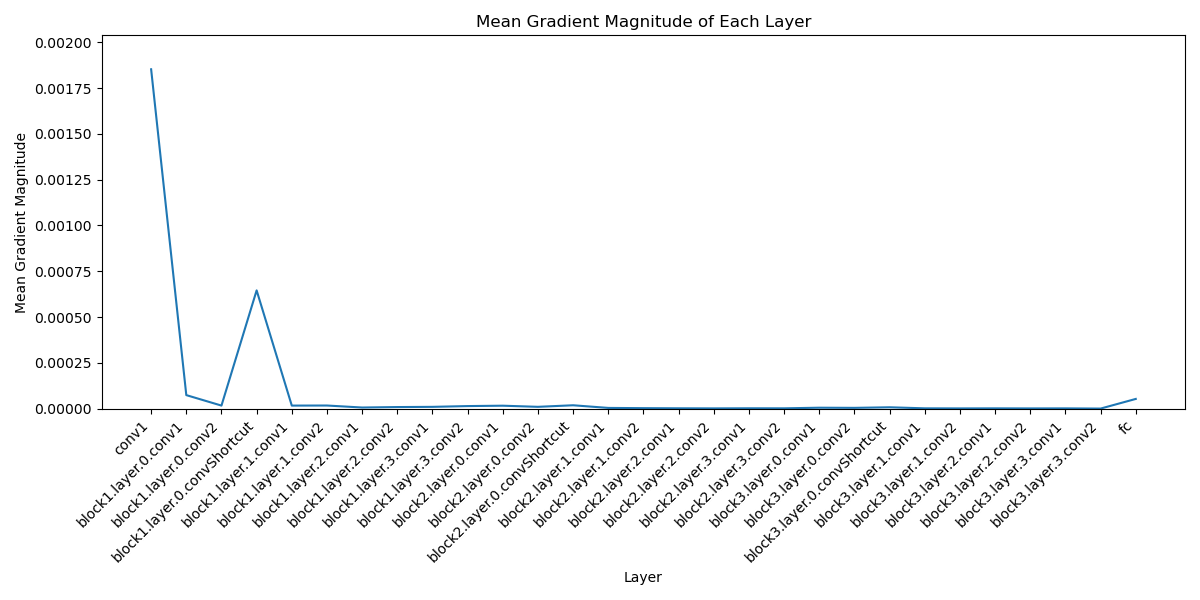 Mean Gradient Magnitude of Each Layer
Mean Gradient Magnitude
0.00200
0.00175
0.00150
0.00125
0.00100
0.00075
0.00050
0.00025
0.00000
conv1
block1.layer.0.conv1
block1.layer.0.conv2
block1.layer.0.convShortcut
block1.layer.1.conv1
block1.layer.1.conv2
block1.layer.2.conv1
block1.layer.2.conv2
block1.layer.3.conv1
block1.layer.3.conv2
block2.layer.0.conv1
block2.layer.0.conv2
block2.layer.0.convShortcut
block2.layer.1.conv1
block2.layer.1.conv2
block2.layer.2.conv1
block2.layer.2.conv2
block2.layer.3.conv1
block2.layer.3.conv2
block3.layer.0.conv1
block3.layer.0.conv2
block3.layer.0.convShortcut
block3.layer.1.conv1
block3.layer.1.conv2
block3.layer.2.conv1
block3.layer.2.conv2
block3.layer.3.conv1
block3.layer.3.conv2
fc
Layer